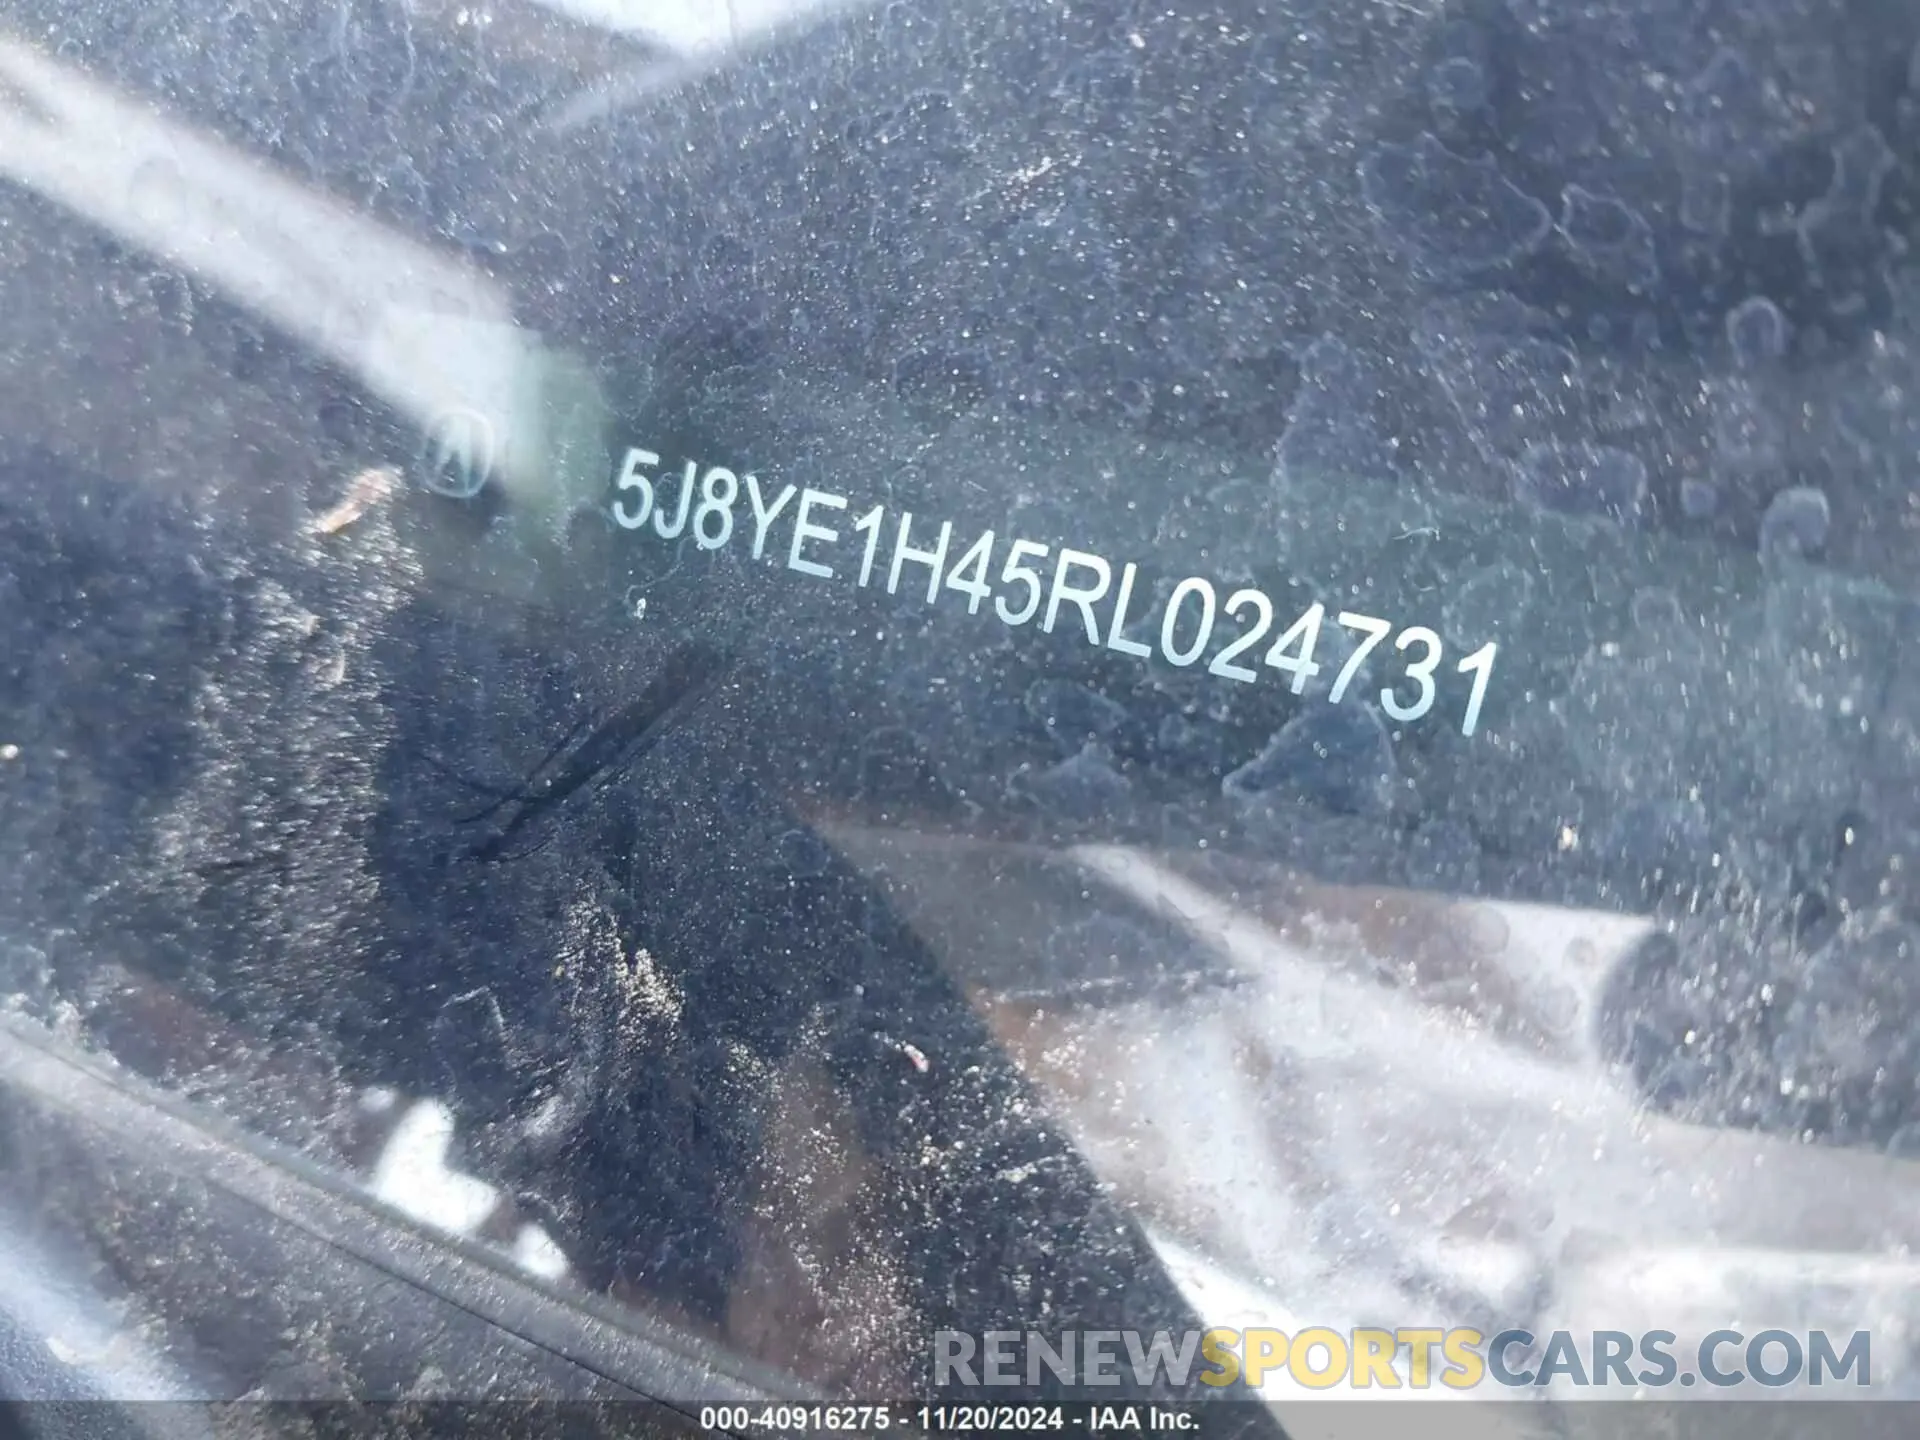 5J8YE1H45RL024731
RENEWSPORTSCARS.COM
000-40916275 - 11/20/2024 - IAA Inc.